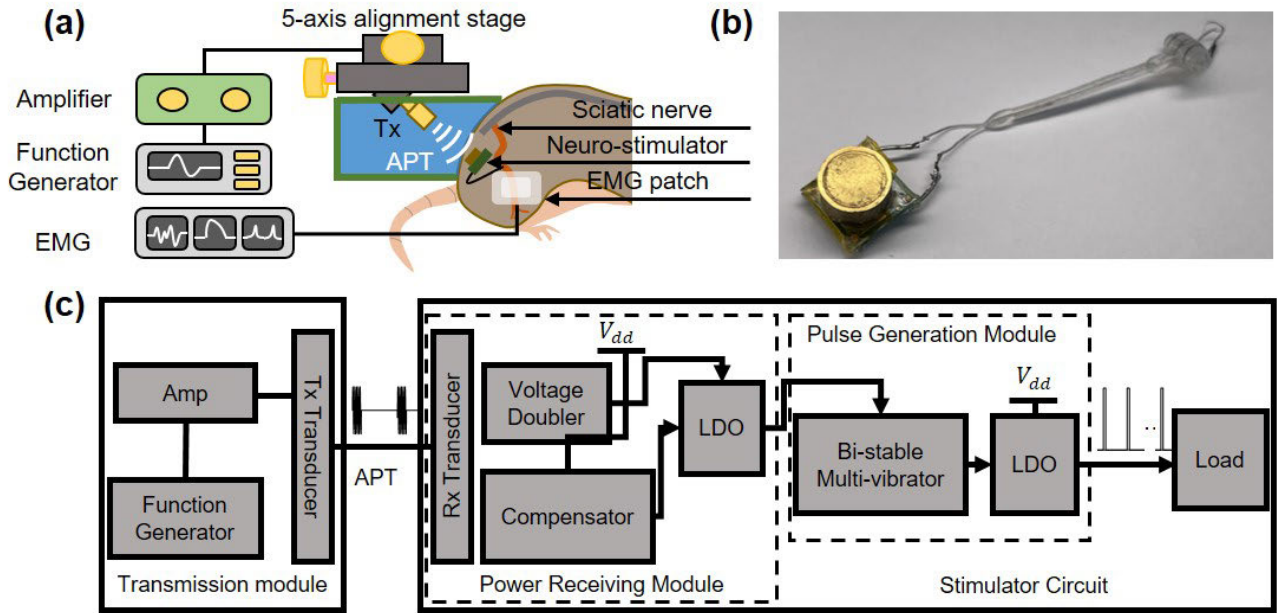 (a)
5-axis alignment stage
Amplifier
Function
Generator
EMG
Tx
APT
Sciatic nerve
Neuro-stimulator
EMG patch
(b)
(c)
Amp
Function
Generator
Tx Transducer
Transmission module
APT
Rx Transducer
Voltage
Doubler
V_dd
Compensator
LDO
Power Receiving Module
Pulse Generation Module
Bi-stable
Multi-vibrator
V_dd
LDO
..
Load
Stimulator Circuit